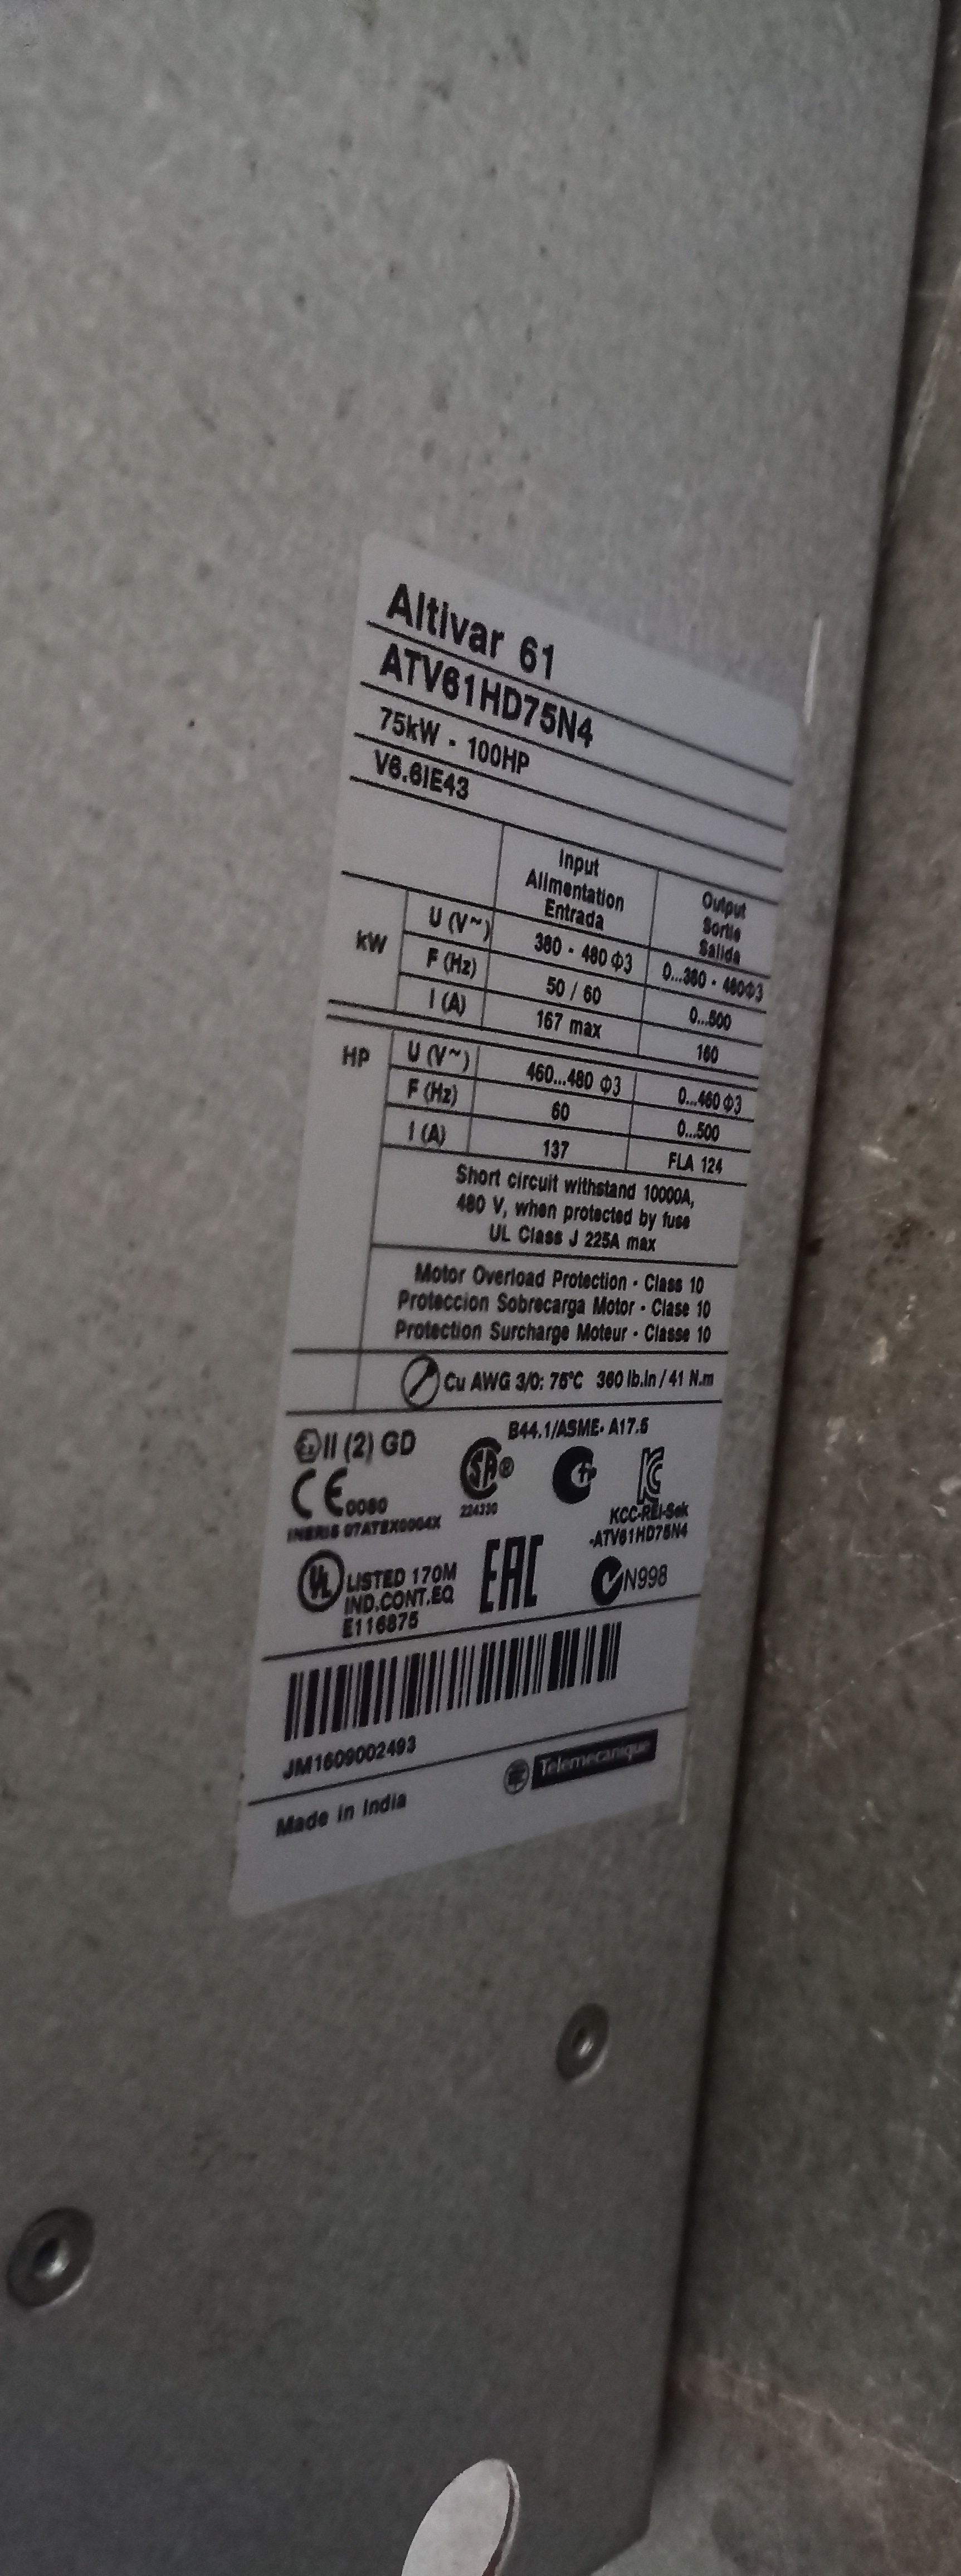 Altivar 61
ATV61HD75N4
75kW - 100HP
V6.6IE43
Input Output
Alimentation Sortie
Entrada Salida
kW U (V~) 380 - 480 Φ3 0...380 - 480Φ3
F (Hz) 50 / 60 0...500
I (A) 167 max 160
HP U (V~) 460...480 Φ3 0...460 Φ3
F (Hz) 60 0...500
I (A) 137 FLA 124
Short circuit withstand 10000A,
480 V, when protected by fuse
UL Class J 225A max
Motor Overload Protection - Class 10
Proteccion Sobrecarga Motor - Clase 10
Protection Surcharge Moteur - Classe 10
Cu AWG 3/0: 75°C 360 lb.in / 41 N.m
B44.1/ASME- A17.5
Ex II (2) GD
CE 0080
INERIS 07ATEX0004X
SA®
224330
KCC-REI-Sek
-ATV61HD75N4
UL LISTED 170M
IND.CONT.EQ
E116875
EAC
N998
JM1609002493
Made in India
Telemecanique